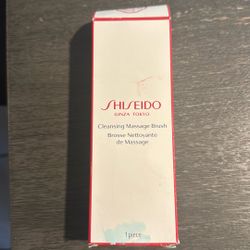 SHISEIDO
GINZA TOKYO
Cleansing Massage Brush
Brosse Nettoyante
de Massage
1 piece